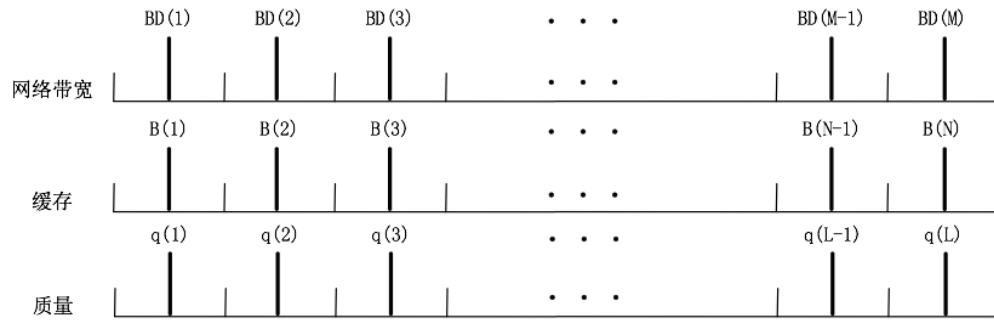 BD(1) BD(2) BD(3) BD(M-1) BD(M)
网络带宽
B(1) B(2) B(3) B(N-1) B(N)
缓存
q(1) q(2) q(3) q(L-1) q(L)
质量